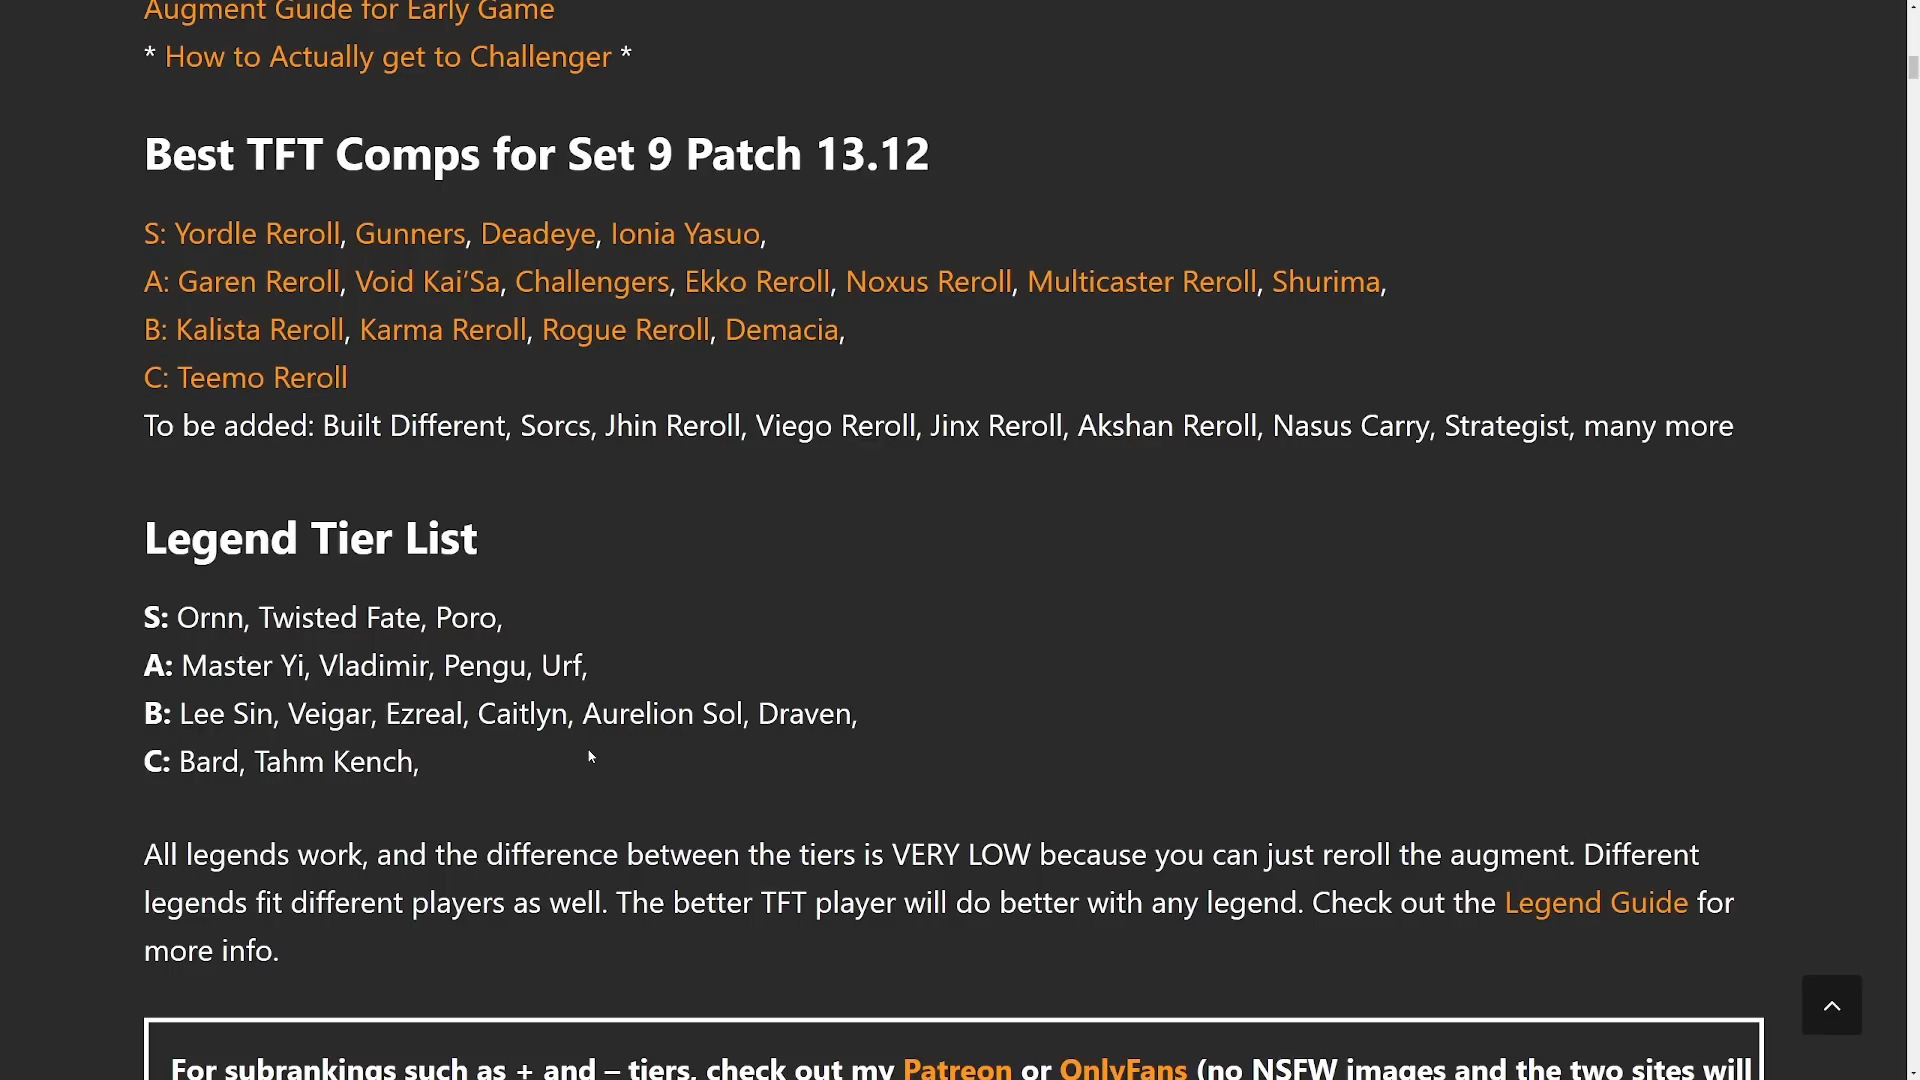 Augment Guide for Early Game
* How to Actually get to Challenger *
Best TFT Comps for Set 9 Patch 13.12
S: Yordle Reroll, Gunners, Deadeye, Ionia Yasuo,
A: Garen Reroll, Void Kai’Sa, Challengers, Ekko Reroll, Noxus Reroll, Multicaster Reroll, Shurima,
B: Kalista Reroll, Karma Reroll, Rogue Reroll, Demacia,
C: Teemo Reroll
To be added: Built Different, Sorcs, Jhin Reroll, Viego Reroll, Jinx Reroll, Akshan Reroll, Nasus Carry, Strategist, many more
Legend Tier List
S: Ornn, Twisted Fate, Poro,
A: Master Yi, Vladimir, Pengu, Urf,
B: Lee Sin, Veigar, Ezreal, Caitlyn, Aurelion Sol, Draven,
C: Bard, Tahm Kench,
All legends work, and the difference between the tiers is VERY LOW because you can just reroll the augment. Different
legends fit different players as well. The better TFT player will do better with any legend. Check out the Legend Guide for
more info.
For subrankings such as + and – tiers, check out my Patreon or OnlyFans (no NSFW images and the two sites will